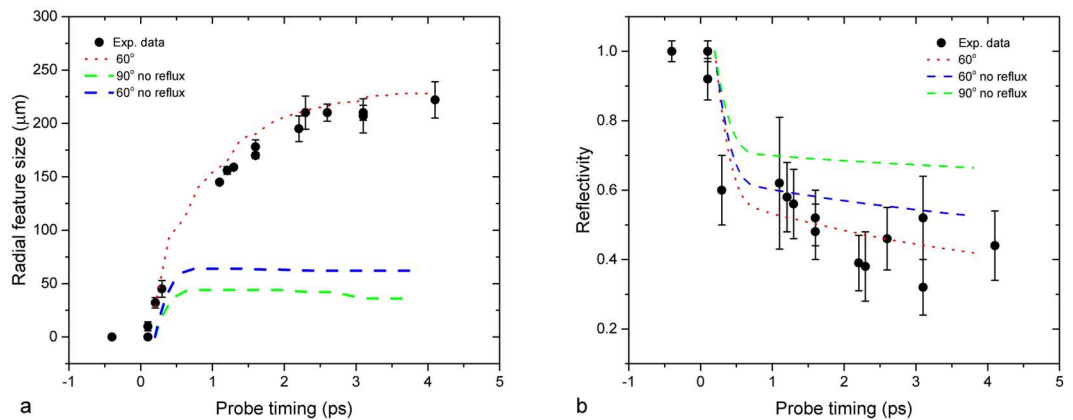 300
250
200
150
100
50
0
Radial feature size (μm)
Exp. data
60°
90° no reflux
60° no reflux
-1
0
1
2
3
4
5
Probe timing (ps)
a
1.0
0.8
0.6
0.4
0.2
Reflectivity
Exp. data
60°
60° no reflux
90° no reflux
-1
0
1
2
3
4
5
Probe timing (ps)
b